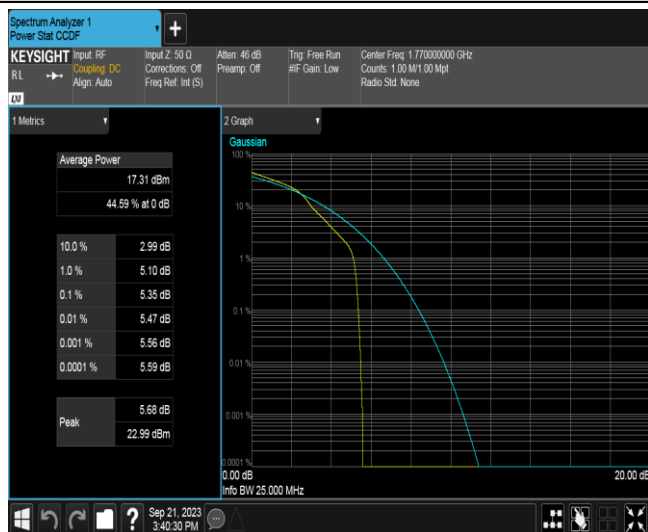 Spectrum Analyzer 1
Power Stat CCDF
+
KEYSIGHT
RL
LXI
Input: RF
Coupling: DC
Align: Auto
Input Z: 50 Ω
Corrections: Off
Freq Ref: Int (S)
Atten: 46 dB
Preamp: Off
Trig: Free Run
#IF Gain: Low
Center Freq: 1.770000000 GHz
Counts: 1.00 M/1.00 Mpt
Radio Std: None
1 Metrics
Average Power
17.31 dBm
44.59 % at 0 dB
10.0 % 2.99 dB
1.0 % 5.10 dB
0.1 % 5.35 dB
0.01 % 5.47 dB
0.001 % 5.56 dB
0.0001 % 5.59 dB
Peak
5.68 dB
22.99 dBm
2 Graph
Gaussian
100 %
10 %
1 %
0.1 %
0.01 %
0.001 %
0.0001 %
0.00 dB 20.00 dB
Info BW 25.000 MHz
?
Sep 21, 2023
3:40:30 PM